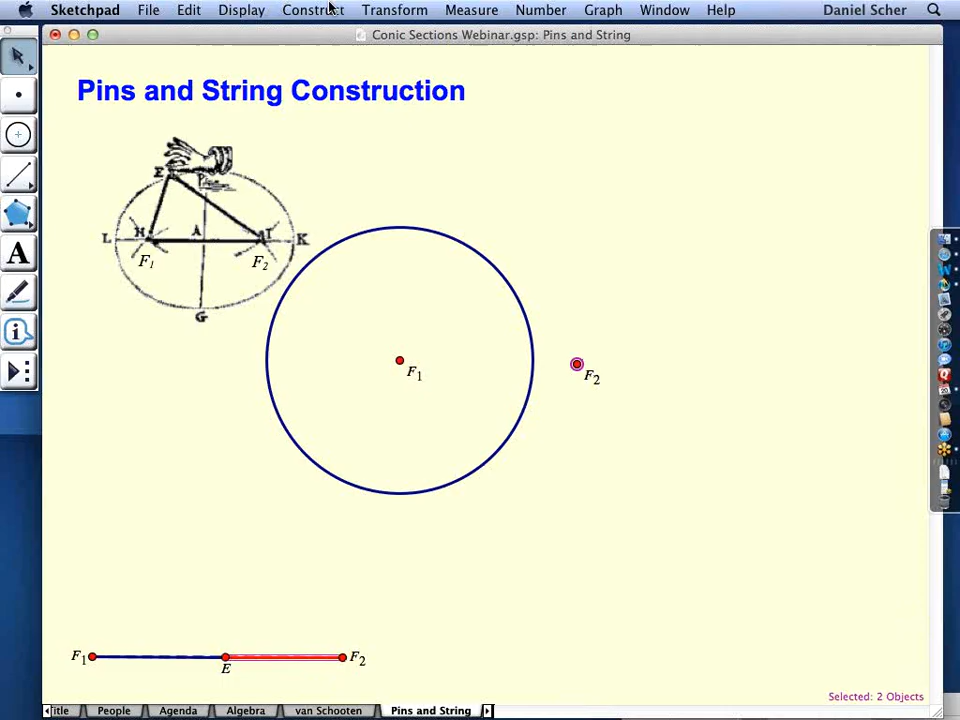 Sketchpad File Edit Display Construct Transform Measure Number Graph Window Help Daniel Scher
Conic Sections Webinar.gsp: Pins and String
Pins and String Construction
E
L H A I K
F1 F2
G
F1
F2
F1 E F2
Selected: 2 Objects
Title People Agenda Algebra van Schooten Pins and String